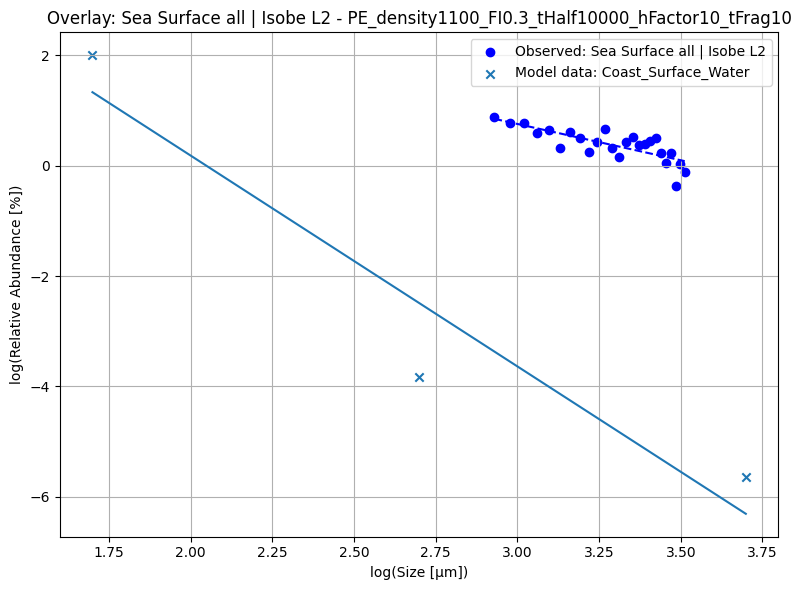 Overlay: Sea Surface all | Isobe L2 - PE_density1100_FI0.3_tHalf10000_hFactor10_tFrag10
Observed: Sea Surface all | Isobe L2
Model data: Coast_Surface_Water
log(Relative Abundance [%])
2
0
−2
−4
−6
1.75 2.00 2.25 2.50 2.75 3.00 3.25 3.50 3.75
log(Size [μm])